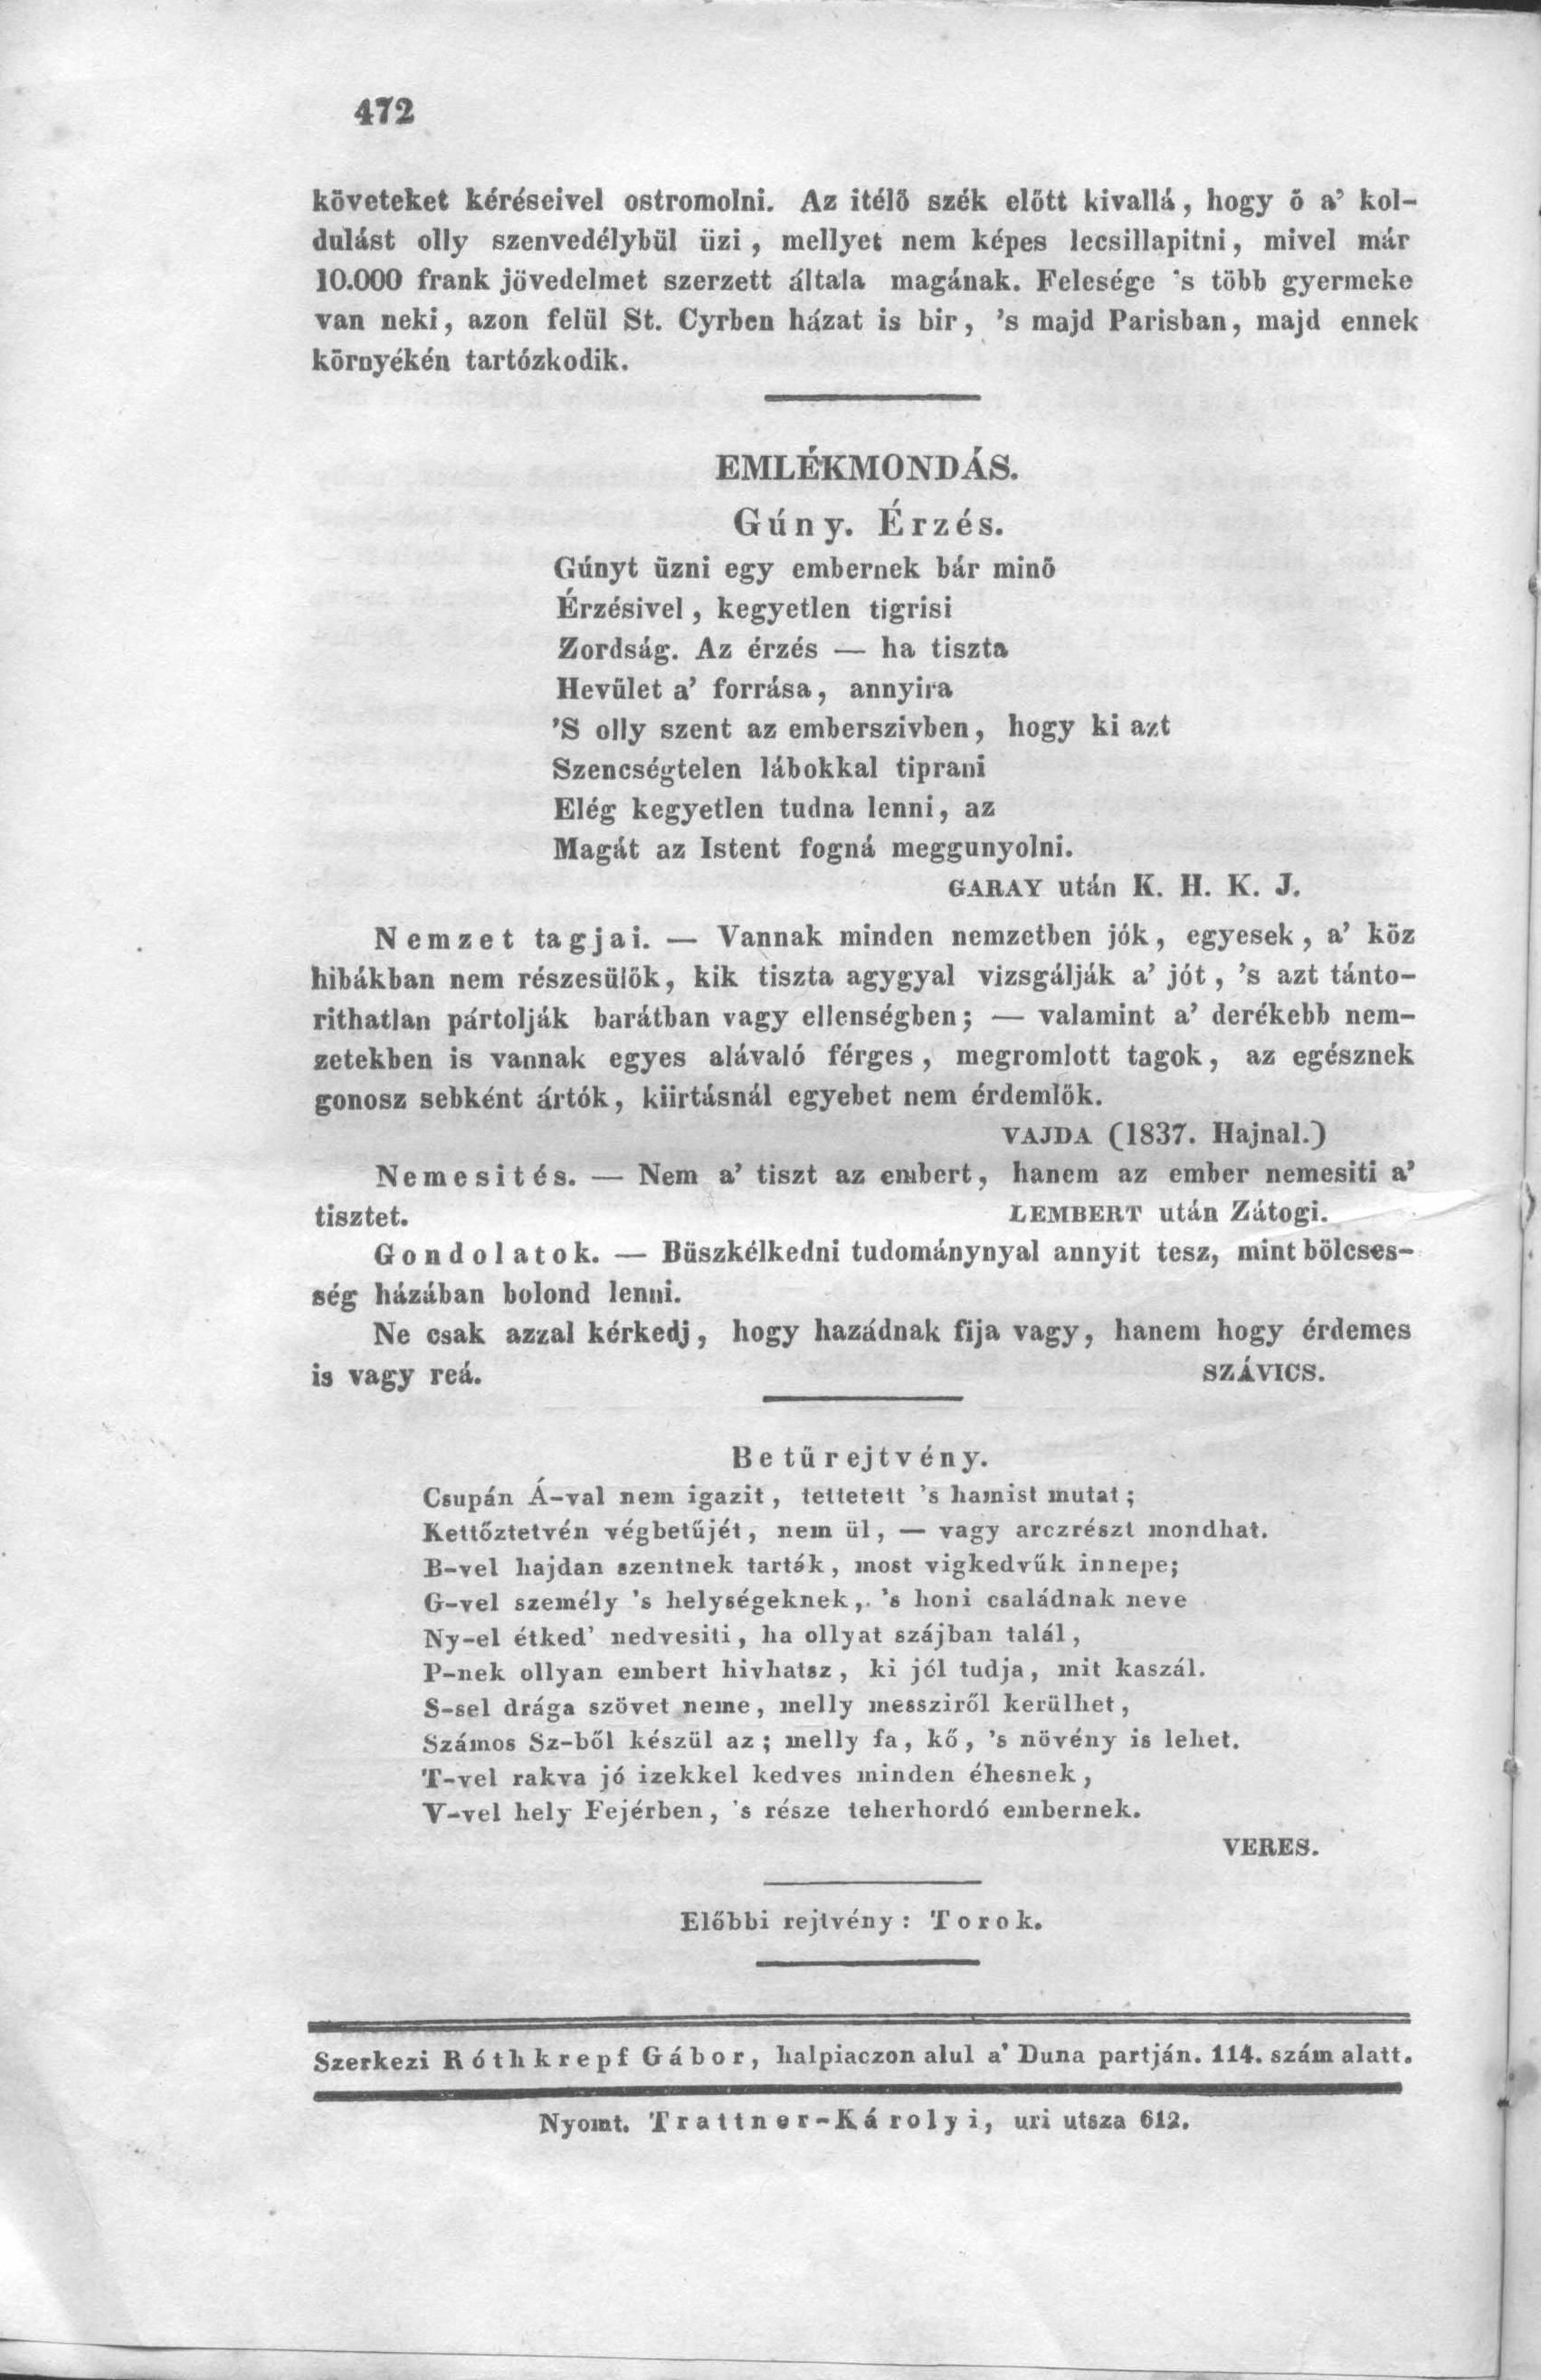 472
követeket kéréseivel ostromolni. Az itélő szék előtt kivallá, hogy ő a’ kol-
dulást olly szenvedélybül üzi, mellyet nem képes lecsillapitni, mivel már
10.000 frank jövedelmet szerzett általa magának. Felesége ’s több gyermeke
van neki, azon felül St. Cyrben házat is bir, ’s majd Parisban, majd ennek
környékén tartózkodik.
EMLÉKMONDÁS.
Gúny. Érzés.
Gúnyt üzni egy embernek bár minő
Érzésivel, kegyetlen tigrisi
Zordság. Az érzés — ha tiszta
Hevület a’ forrása, annyira
’S olly szent az emberszivben, hogy ki azt
Szencségtelen lábokkal tiprani
Elég kegyetlen tudna lenni, az
Magát az Istent fogná meggunyolni.
GARAY után K. H. K. J.
Nemzet tagjai. — Vannak minden nemzetben jók, egyesek, a’ köz
hibákban nem részesülők, kik tiszta agygyal vizsgálják a’ jót, ’s azt tánto-
rithatlan pártolják barátban vagy ellenségben; — valamint a’ derékebb nem-
zetekben is vannak egyes alávaló férges, megromlott tagok, az egésznek
gonosz sebként ártók, kiirtásnál egyebet nem érdemlők.
VAJDA (1837. Hajnal.)
Nemesités. — Nem a’ tiszt az embert, hanem az ember nemesiti a’
tisztet. LEMBERT után Zátogi.
Gondolatok. — Büszkélkedni tudománynyal annyit tesz, mint bölcses-
ség házában bolond lenni.
Ne csak azzal kérkedj, hogy hazádnak fija vagy, hanem hogy érdemes
is vagy reá. SZÁVICS.
Betűrejtvény.
Csupán Á-val nem igazit, tettetett ’s hamist mutat;
Kettőztetvén végbetűjét, nem ül, — vagy arczrészt mondhat.
B-vel hajdan szentnek tarták, most vigkedvűk innepe;
G-vel személy ’s helységeknek, ’s honi családnak neve
Ny-el étked’ nedvesiti, ha ollyat szájban talál,
P-nek ollyan embert hivhatsz, ki jól tudja, mit kaszál.
S-sel drága szövet neme, melly messziről kerülhet,
Számos Sz-ből készül az; melly fa, kő, ’s növény is lehet.
T-vel rakva jó izekkel kedves minden éhesnek,
V-vel hely Fejérben, ’s része teherhordó embernek.
VERES.
Előbbi rejtvény: Torok.
Szerkezi Róthkrepf Gábor, halpiaczon alul a’ Duna partján. 114. szám alatt.
Nyomt. Trattner-Károlyi, uri utsza 612.